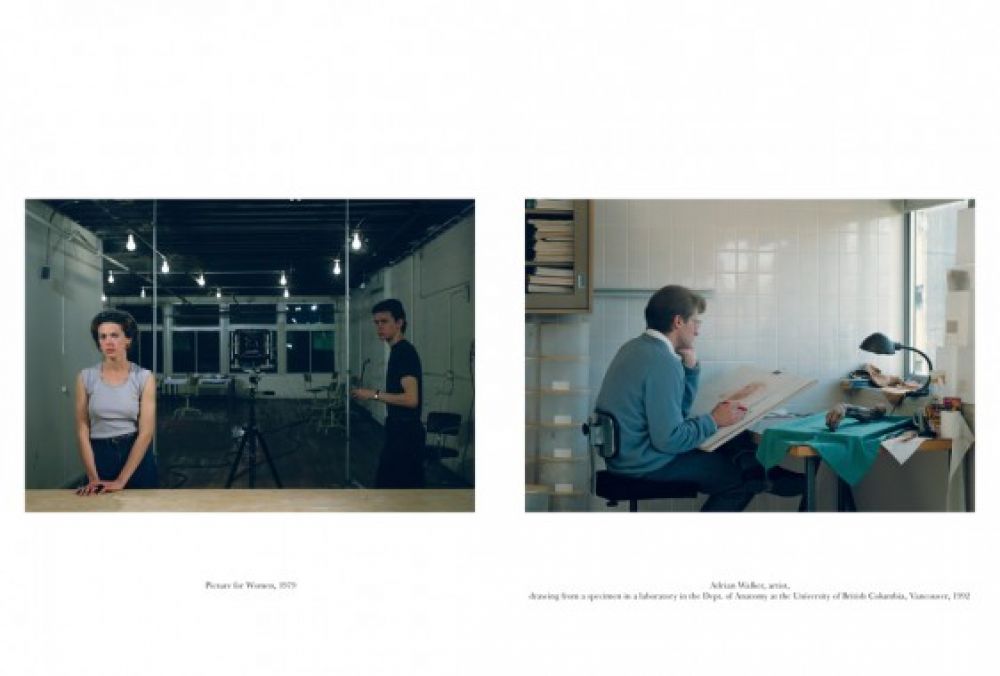 Picture for Women, 1979
Adrian Walker, artist,
drawing from a specimen in a laboratory in the Dept. of Anatomy at the University of British Columbia, Vancouver, 1992